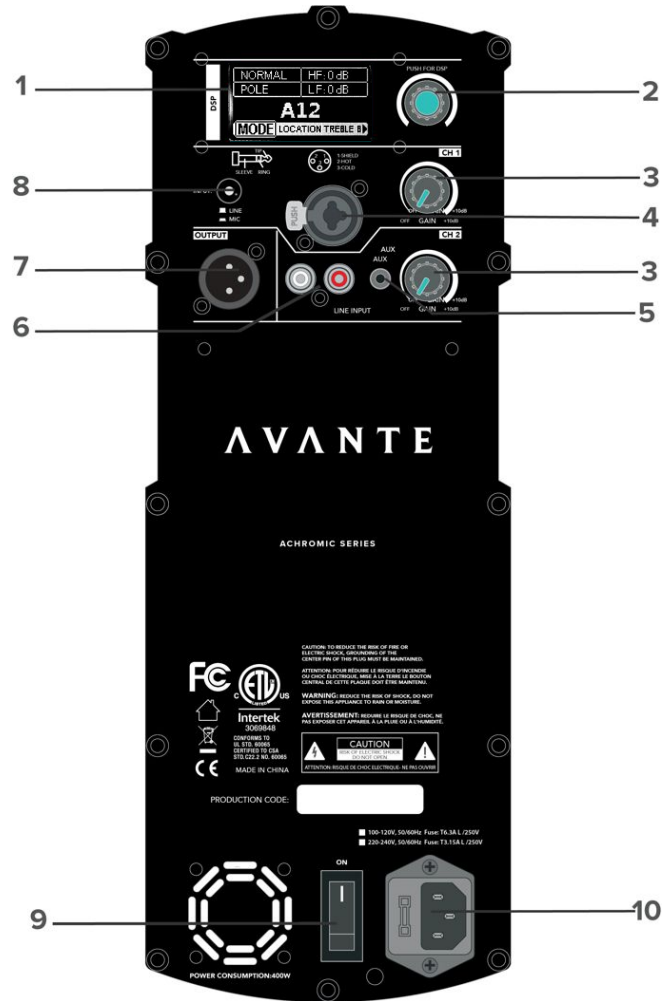 PUSH FOR DSP
1
DSP
NORMAL HF: 0 dB
POLE LF: 0 dB
A12
MODE LOCATION TREBLE B
2
TIP
SLEEVE RING
2 1
3
1-SHIELD
2-HOT
3-COLD
CH 1
3
8
LINE
MIC
PUSH
OFF GAIN +10dB
4
OUTPUT
CH 2
7
AUX
AUX
3
6
LINE INPUT
OFF GAIN +10dB
5
AVANTE
ACHROMIC SERIES
CAUTION: TO REDUCE THE RISK OF FIRE OR
ELECTRIC SHOCK, GROUNDING OF THE
CENTER PIN OF THIS PLUG MUST BE MAINTAINED.
ATTENTION: POUR RÉDUIRE LE RISQUE D'INCENDIE
OU CHOC ÉLECTRIQUE, MISE À LA TERRE LE BOUTON
CENTRAL DE CETTE PLAQUE DOIT ÊTRE MAINTENU.
WARNING: REDUCE THE RISK OF SHOCK, DO NOT
EXPOSE THIS APPLIANCE TO RAIN OR MOISTURE.
AVERTISSEMENT: REDUIRE LE RISQUE DE CHOC, NE
PAS EXPOSER CET APPAREIL À LA PLUIE OU À L'HUMIDITÉ.
FC
C ETL US
LISTED
Intertek
3069848
CONFORMS TO
UL STD. 60065
CERTIFIED TO CSA
STD.C22.2 NO. 60065
CE
MADE IN CHINA
CAUTION
RISK OF ELECTRIC SHOCK
DO NOT OPEN
ATTENTION:RISQUE DE CHOC ELECTRIQUE- NE PAS OUVRIR
PRODUCTION CODE:
100-120V, 50/60Hz Fuse: T6.3A L /250V
220-240V, 50/60Hz Fuse: T3.15A L /250V
ON
9
10
POWER CONSUMPTION:400W